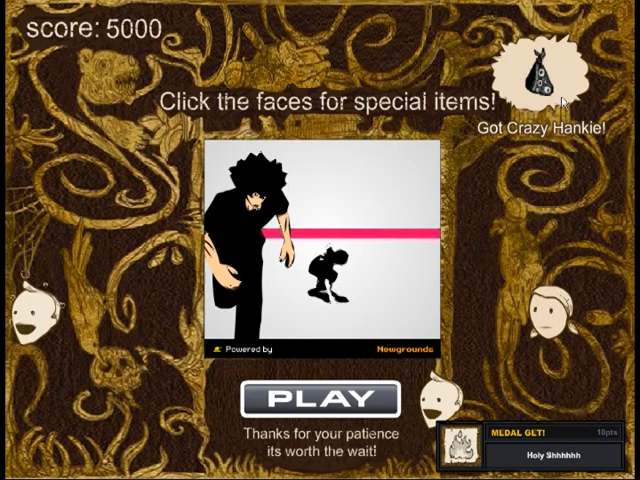 score: 5000
Click the faces for special items!
Got Crazy Hankie!
Powered by
Newgrounds
PLAY
Thanks for your patience
its worth the wait!
MEDAL GET!
10pts
Holy Shhhhhh